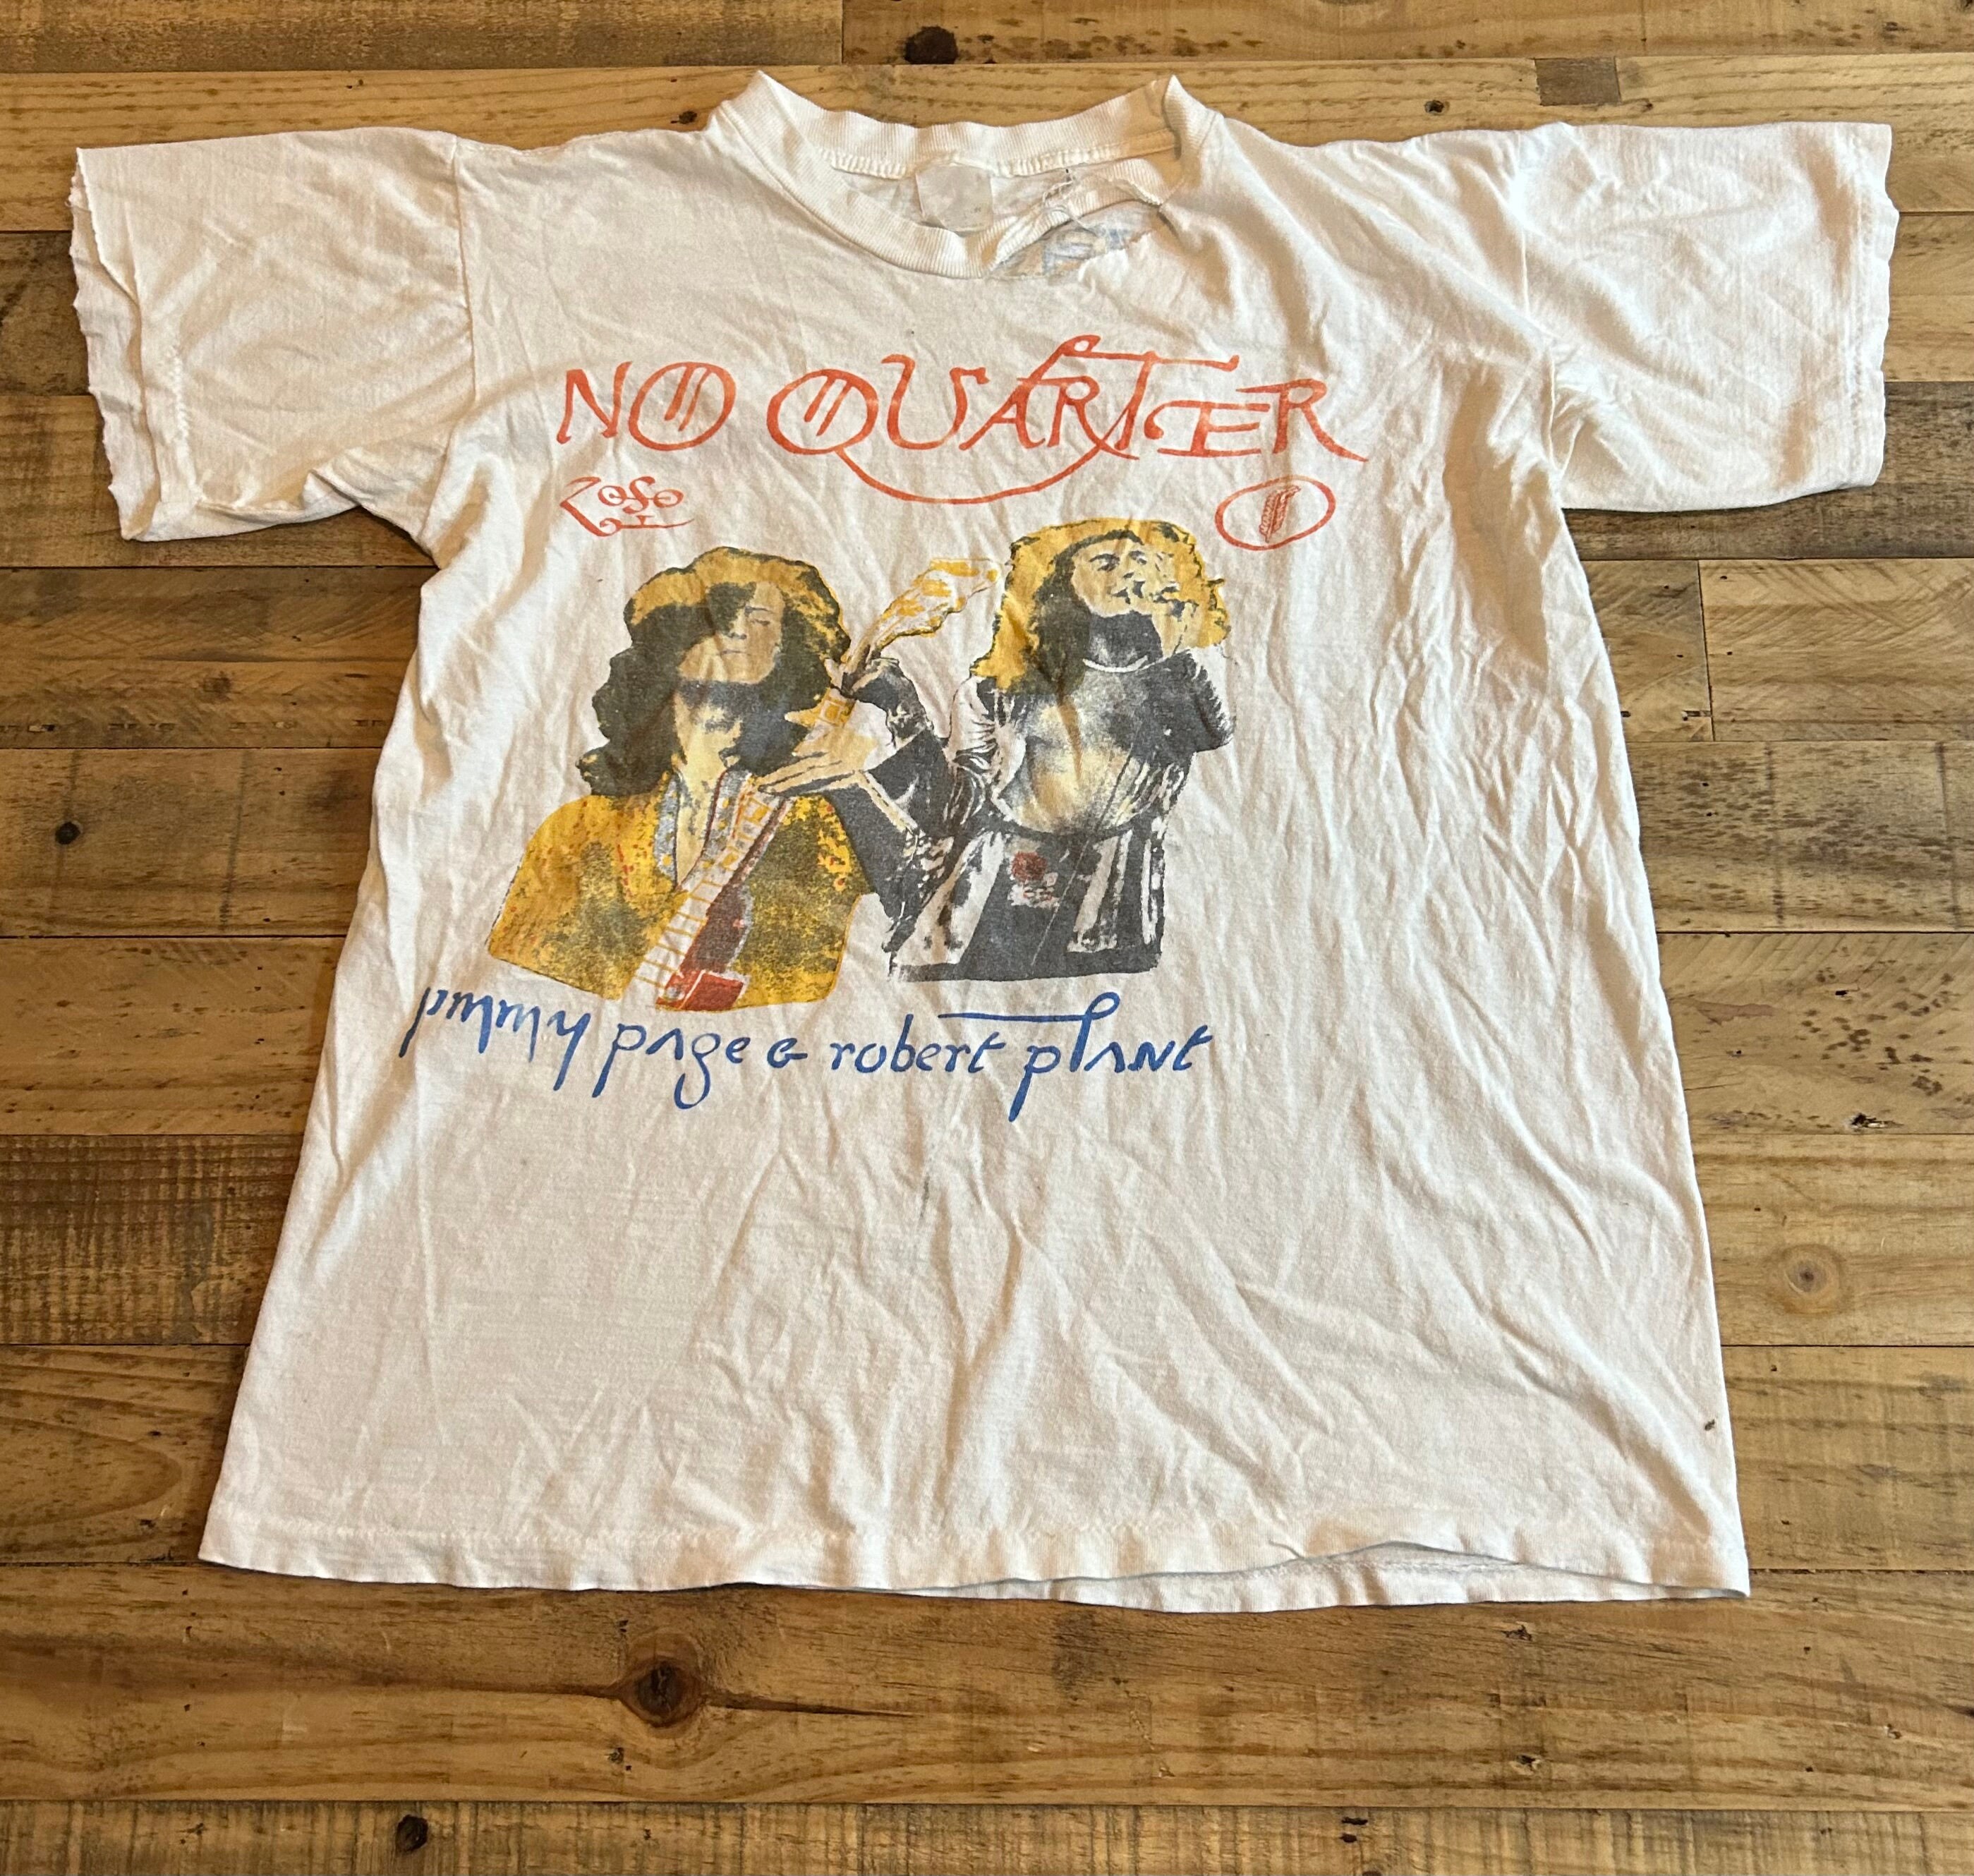 NO QUARTER
ZOSO
jimmy page & robert plant